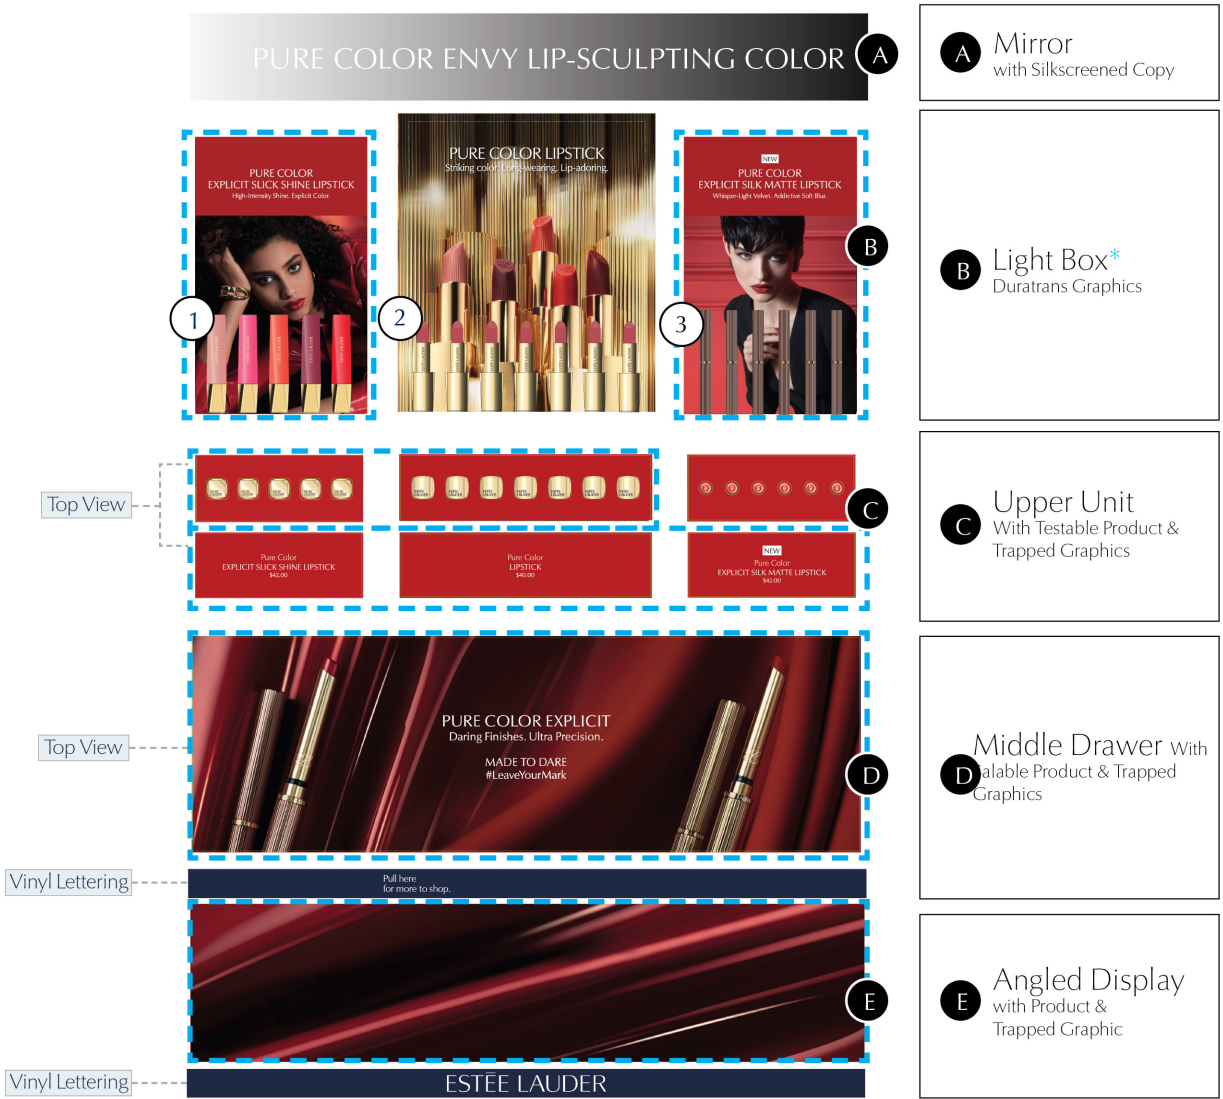 PURE COLOR ENVY LIP-SCULPTING COLOR
A
A
Mirror
with Silkscreened Copy
PURE COLOR
EXPLICIT SLICK SHINE LIPSTICK
High-Intensity Shine. Explicit Color.
PURE COLOR LIPSTICK
Striking color. Long-wearing. Lip-adoring.
NEW
PURE COLOR
EXPLICIT SILK MATTE LIPSTICK
Whisper-Light Velvet. Addictive Soft Blur.
B
1
2
3
B
Light Box*
Duratrans Graphics
Top View
C
Pure Color
EXPLICIT SLICK SHINE LIPSTICK
$42.00
Pure Color
LIPSTICK
$40.00
NEW
Pure Color
EXPLICIT SILK MATTE LIPSTICK
$42.00
C
Upper Unit
With Testable Product &
Trapped Graphics
Top View
PURE COLOR EXPLICIT
Daring Finishes. Ultra Precision.
MADE TO DARE
#LeaveYourMark
D
D
Middle Drawer With
alable Product & Trapped
Graphics
Vinyl Lettering
Pull here
for more to shop.
E
E
Angled Display
with Product &
Trapped Graphic
Vinyl Lettering
ESTĒE LAUDER